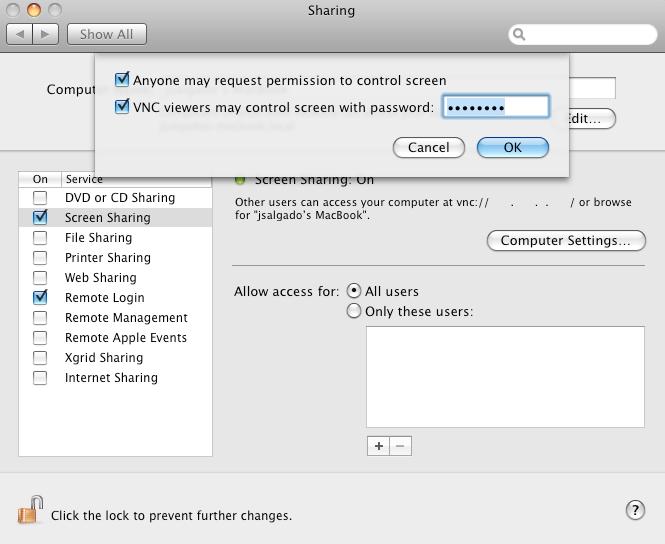 Sharing
Show All
Anyone may request permission to control screen
VNC viewers may control screen with password: ••••••••
Comput
Edit...
Cancel
OK
On Service
DVD or CD Sharing
Screen Sharing
File Sharing
Printer Sharing
Web Sharing
Remote Login
Remote Management
Remote Apple Events
Xgrid Sharing
Internet Sharing
Screen Sharing: On
Other users can access your computer at vnc:// . . . / or browse
for "jsalgado's MacBook".
Computer Settings...
Allow access for: All users
Only these users:
+ −
Click the lock to prevent further changes.
?